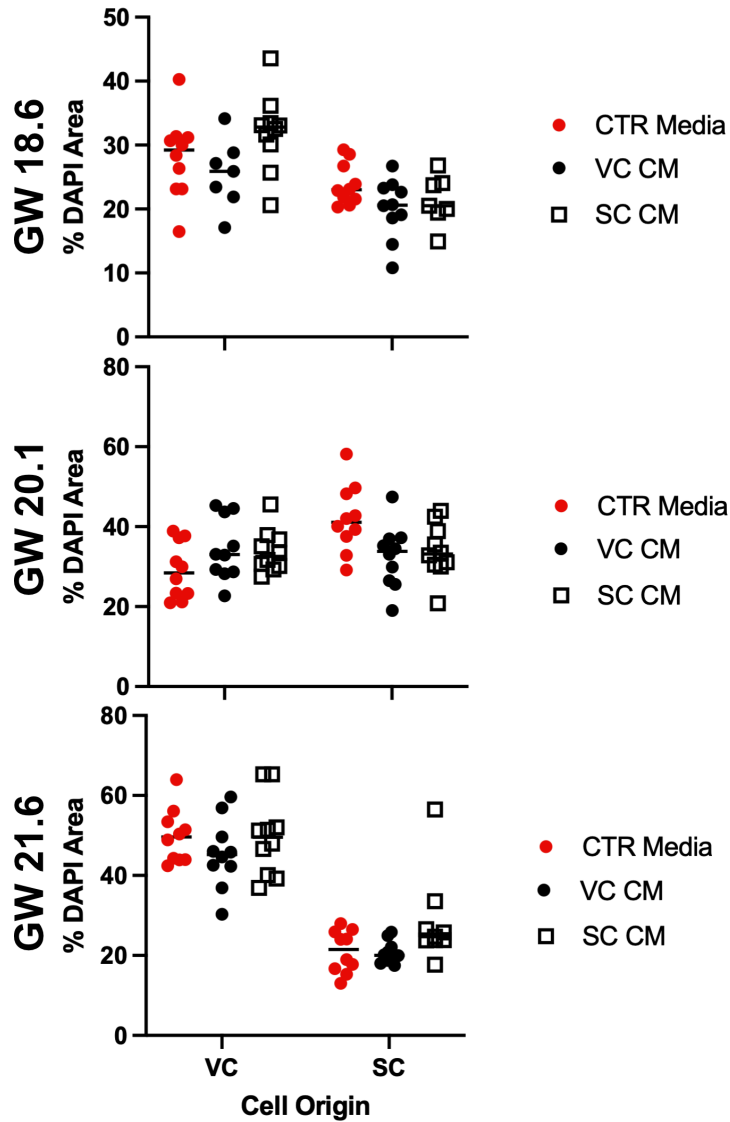 GW 18.6
% DAPI Area
50
40
30
20
10
0
CTR Media
VC CM
SC CM
GW 20.1
% DAPI Area
80
60
40
20
0
CTR Media
VC CM
SC CM
GW 21.6
% DAPI Area
80
60
40
20
0
CTR Media
VC CM
SC CM
VC SC
Cell Origin